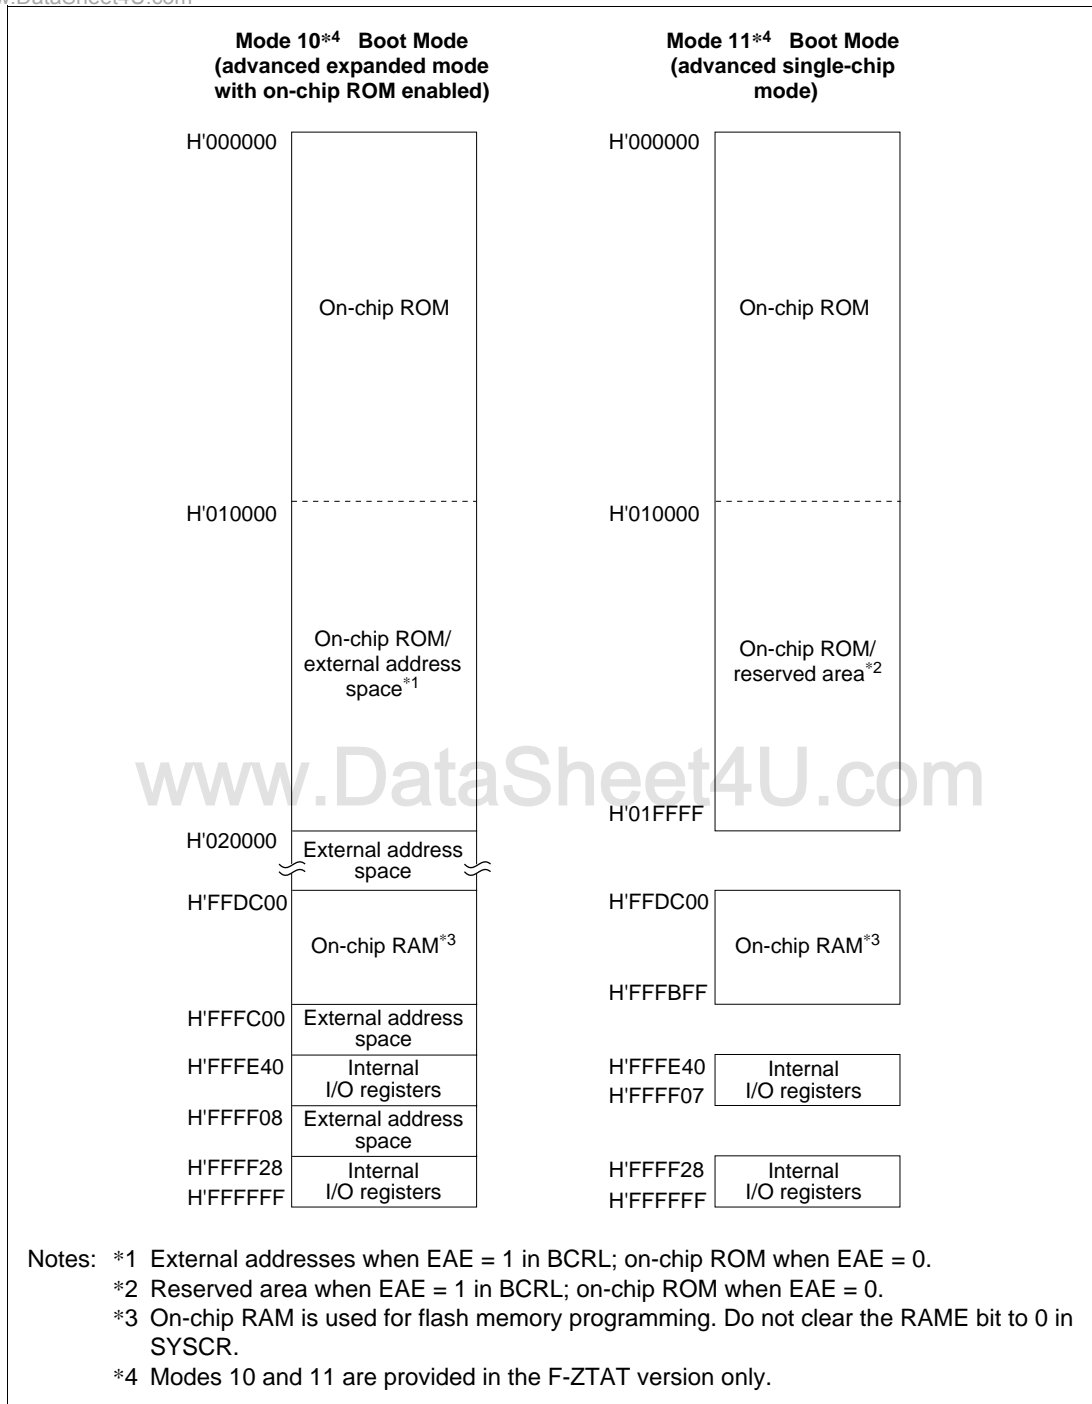 w.DataSheet4U.com
Mode 10*4 Boot Mode
(advanced expanded mode
with on-chip ROM enabled)
H'000000
On-chip ROM
H'010000
On-chip ROM/
external address
space*1
H'020000
External address
space
H'FFDC00
On-chip RAM*3
H'FFFC00
External address
space
H'FFFE40
Internal
I/O registers
H'FFFF08
External address
space
H'FFFF28
Internal
I/O registers
H'FFFFFF
Mode 11*4 Boot Mode
(advanced single-chip
mode)
H'000000
On-chip ROM
H'010000
On-chip ROM/
reserved area*2
H'01FFFF
H'FFDC00
On-chip RAM*3
H'FFFBFF
H'FFFE40
Internal
I/O registers
H'FFFF07
H'FFFF28
Internal
I/O registers
H'FFFFFF
www.DataSheet4U.com
Notes: *1 External addresses when EAE = 1 in BCRL; on-chip ROM when EAE = 0.
*2 Reserved area when EAE = 1 in BCRL; on-chip ROM when EAE = 0.
*3 On-chip RAM is used for flash memory programming. Do not clear the RAME bit to 0 in
SYSCR.
*4 Modes 10 and 11 are provided in the F-ZTAT version only.